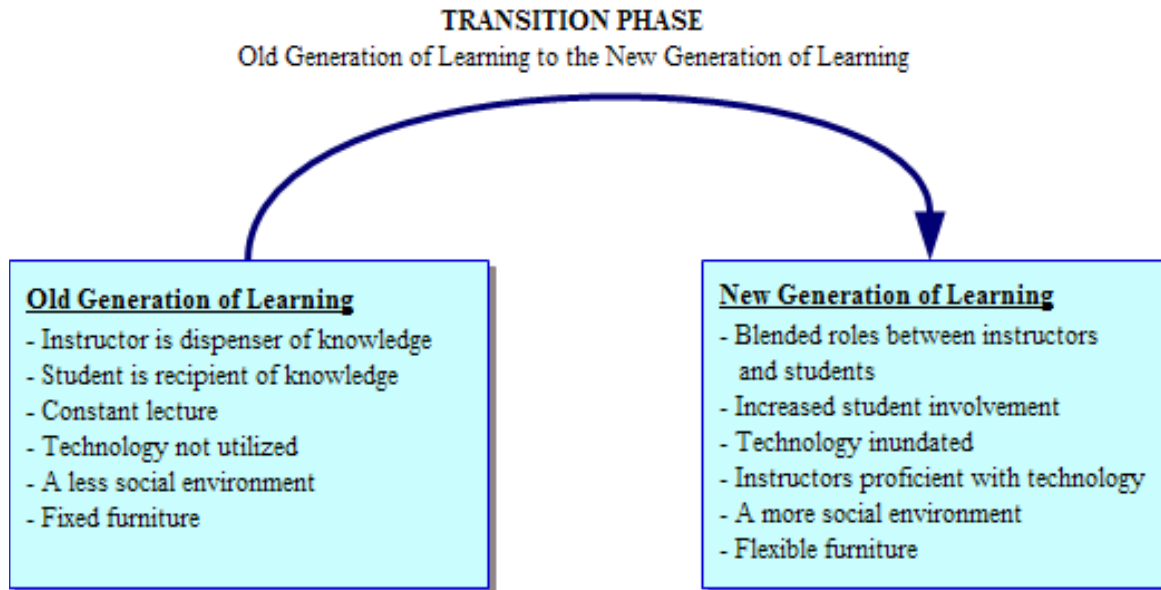 TRANSITION PHASE
Old Generation of Learning to the New Generation of Learning
Old Generation of Learning
- Instructor is dispenser of knowledge
- Student is recipient of knowledge
- Constant lecture
- Technology not utilized
- A less social environment
- Fixed furniture
New Generation of Learning
- Blended roles between instructors
and students
- Increased student involvement
- Technology inundated
- Instructors proficient with technology
- A more social environment
- Flexible furniture